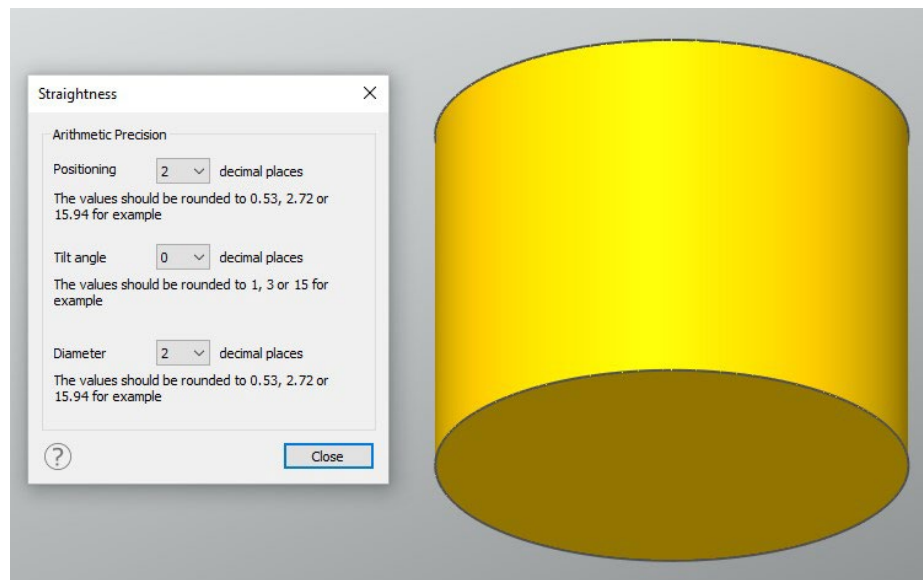 Straightness
Arithmetic Precision
Positioning 2 decimal places
The values should be rounded to 0.53, 2.72 or
15.94 for example
Tilt angle 0 decimal places
The values should be rounded to 1, 3 or 15 for
example
Diameter 2 decimal places
The values should be rounded to 0.53, 2.72 or
15.94 for example
? Close